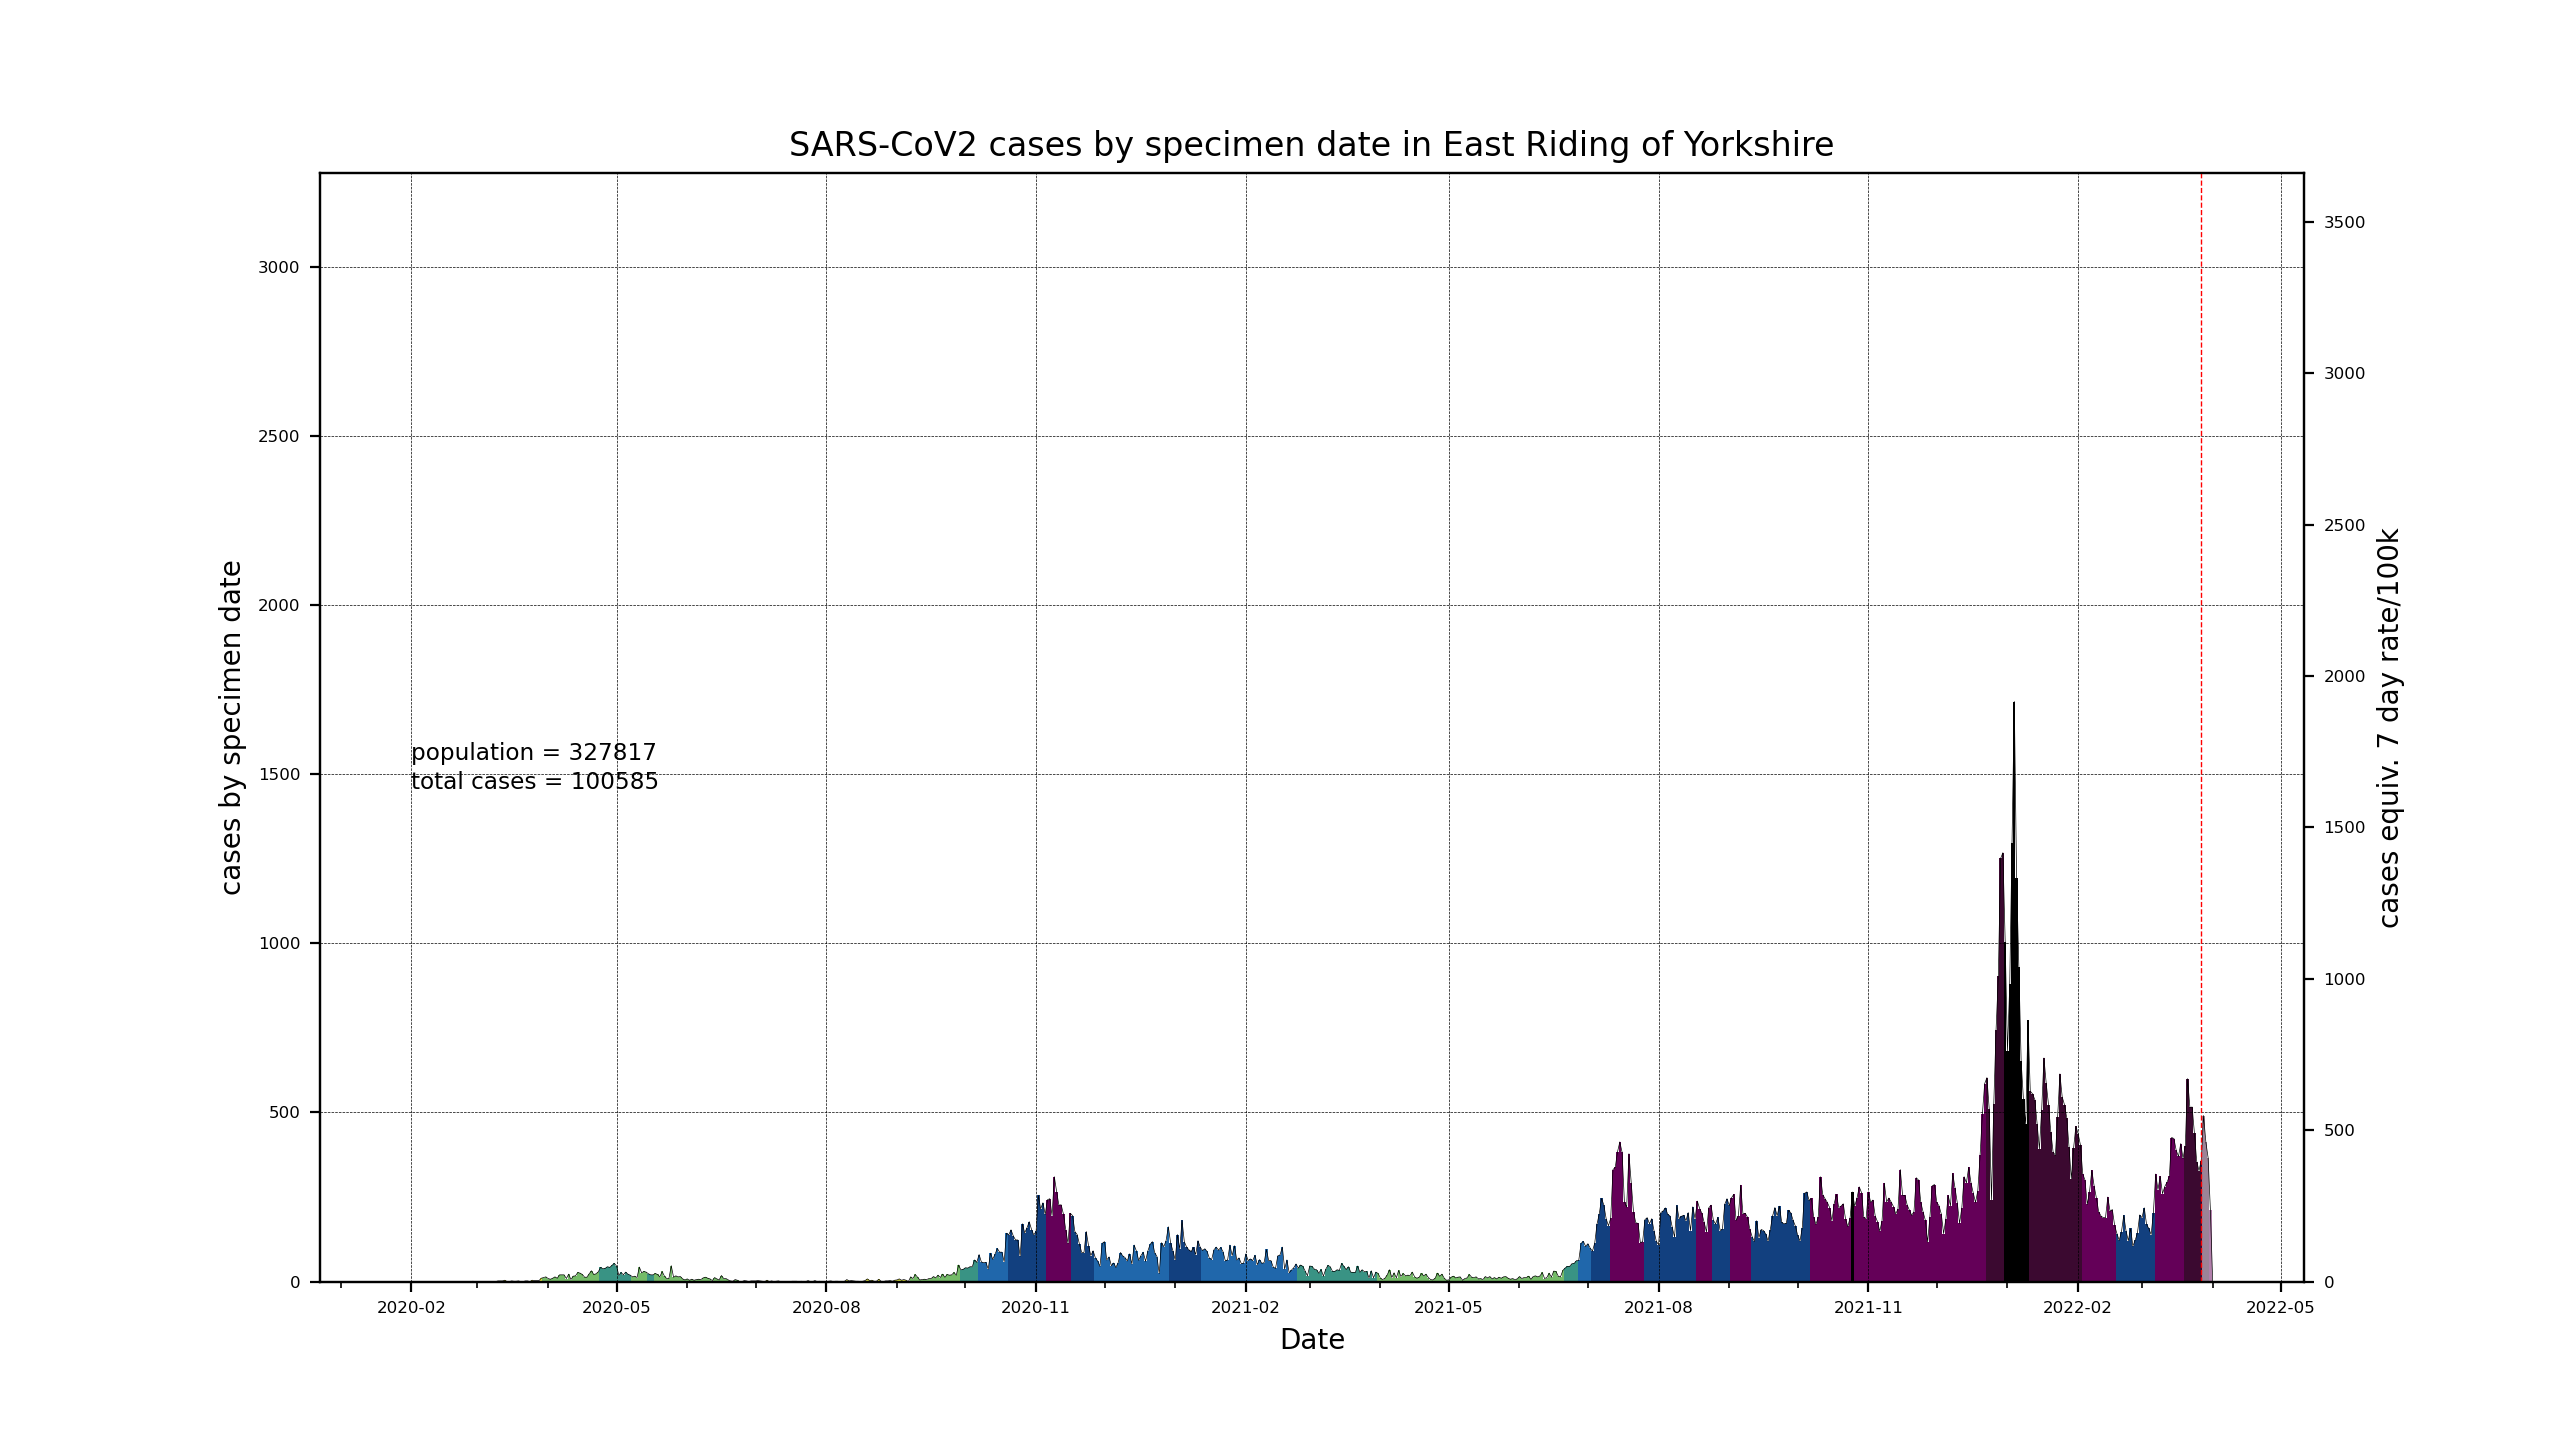 SARS-CoV2 cases by specimen date in East Riding of Yorkshire
cases by specimen date
3000
2500
2000
1500
1000
500
0
population = 327817
total cases = 100585
3500
3000
2500
2000
1500
1000
500
0
cases equiv. 7 day rate/100k
2020-02 2020-05 2020-08 2020-11 2021-02 2021-05 2021-08 2021-11 2022-02 2022-05
Date